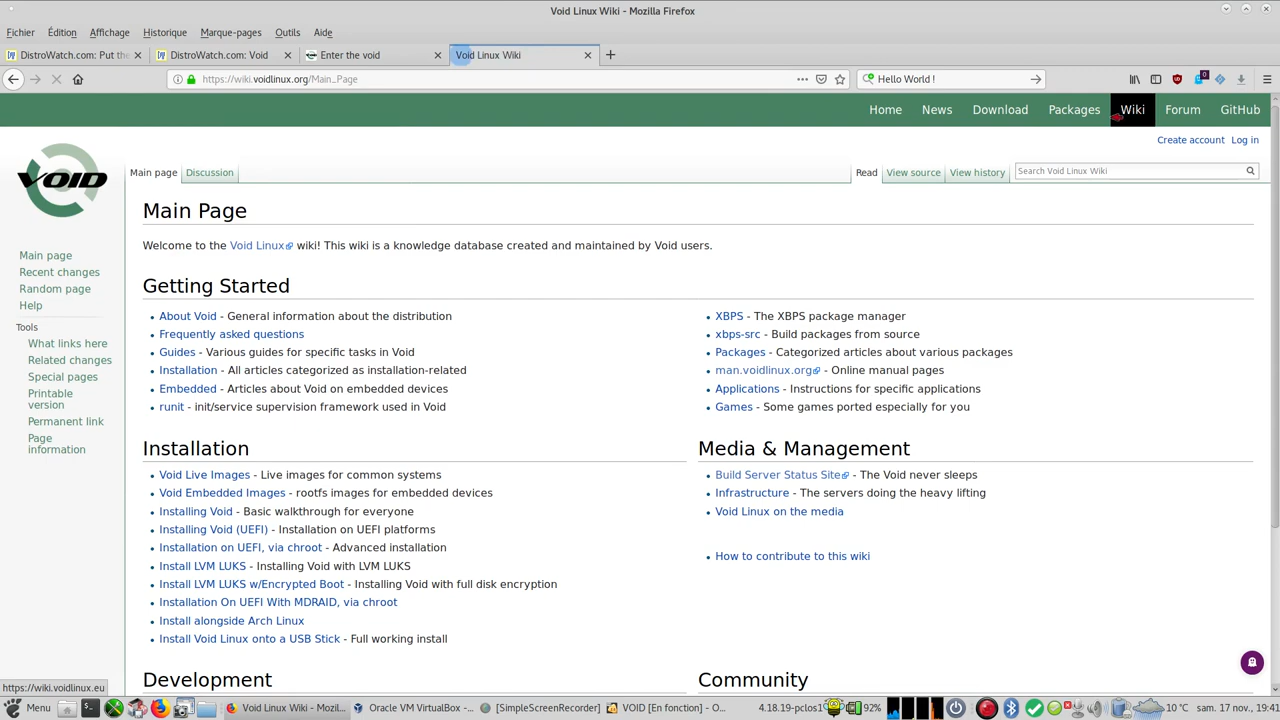 Void Linux Wiki - Mozilla Firefox
Fichier Édition Affichage Historique Marque-pages Outils Aide
DistroWatch.com: Put the
DistroWatch.com: Void
Enter the void
Void Linux Wiki
https://wiki.voidlinux.org/Main_Page
Hello World !
Home News Download Packages Wiki Forum GitHub
Create account Log in
VOID
Main page Discussion Read View source View history Search Void Linux Wiki
Main page
Recent changes
Random page
Help
Tools
What links here
Related changes
Special pages
Printable
version
Permanent link
Page
information
Main Page
Welcome to the Void Linux wiki! This wiki is a knowledge database created and maintained by Void users.
Getting Started
About Void - General information about the distribution
Frequently asked questions
Guides - Various guides for specific tasks in Void
Installation - All articles categorized as installation-related
Embedded - Articles about Void on embedded devices
runit - init/service supervision framework used in Void
XBPS - The XBPS package manager
xbps-src - Build packages from source
Packages - Categorized articles about various packages
man.voidlinux.org - Online manual pages
Applications - Instructions for specific applications
Games - Some games ported especially for you
Installation
Void Live Images - Live images for common systems
Void Embedded Images - rootfs images for embedded devices
Installing Void - Basic walkthrough for everyone
Installing Void (UEFI) - Installation on UEFI platforms
Installation on UEFI, via chroot - Advanced installation
Install LVM LUKS - Installing Void with LVM LUKS
Install LVM LUKS w/Encrypted Boot - Installing Void with full disk encryption
Installation On UEFI With MDRAID, via chroot
Install alongside Arch Linux
Install Void Linux onto a USB Stick - Full working install
Media & Management
Build Server Status Site - The Void never sleeps
Infrastructure - The servers doing the heavy lifting
Void Linux on the media
How to contribute to this wiki
Development
Community
https://wiki.voidlinux.eu
Menu
Void Linux Wiki - Mozil...
Oracle VM VirtualBox - ...
[SimpleScreenRecorder]
VOID [En fonction] - O...
4.18.19-pclos1
92%
10 °C
sam. 17 nov., 19:41